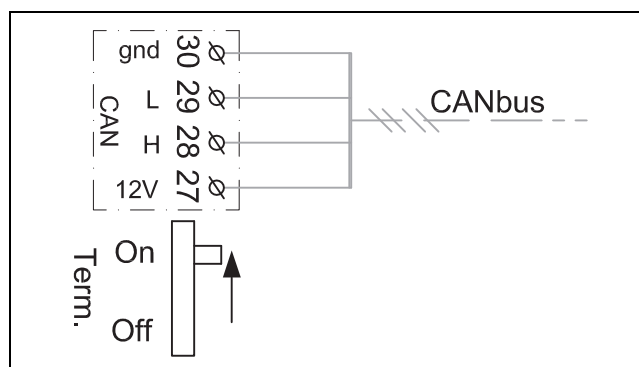 gnd 30
L 29
CAN
H 28
12V 27
CANbus
Term.
On
Off